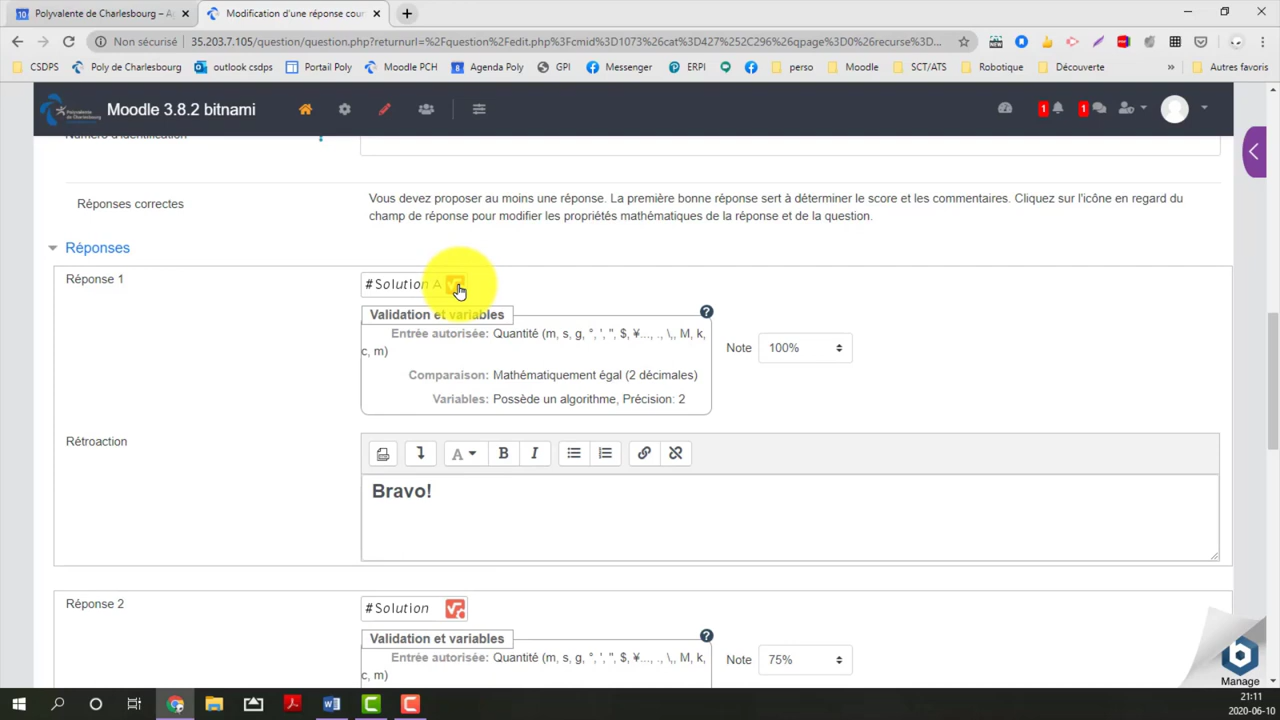 Polyvalente de Charlesbourg – A
Modification d'une réponse cour
Non sécurisé
35.203.7.105/question/question.php?returnurl=%2Fquestion%2Fedit.php%3Fcmid%3D1073%26cat%3D427%252C296%26qpage%3D0%26recurse%3D...
CSDPS
Poly de Charlesbourg
outlook csdps
Portail Poly
Moodle PCH
Agenda Poly
GPI
Messenger
ERPI
perso
Moodle
SCT/ATS
Robotique
Découverte
»
Autres favoris
Moodle 3.8.2 bitnami
1
1
Numéro d'identification
Réponses correctes
Vous devez proposer au moins une réponse. La première bonne réponse sert à déterminer le score et les commentaires. Cliquez sur l'icône en regard du
champ de réponse pour modifier les propriétés mathématiques de la réponse et de la question.
Réponses
Réponse 1
#Solution A
Validation et variables
Entrée autorisée: Quantité (m, s, g, °, ', ", $, ¥..., ., \,, M, k,
c, m)
Comparaison: Mathématiquement égal (2 décimales)
Variables: Possède un algorithme, Précision: 2
Note
100%
Rétroaction
A
B
I
Bravo!
Réponse 2
#Solution
Validation et variables
Entrée autorisée: Quantité (m, s, g, °, ', ", $, ¥..., ., \,, M, k,
c, m)
Note
75%
Manage
21:11
2020-06-10